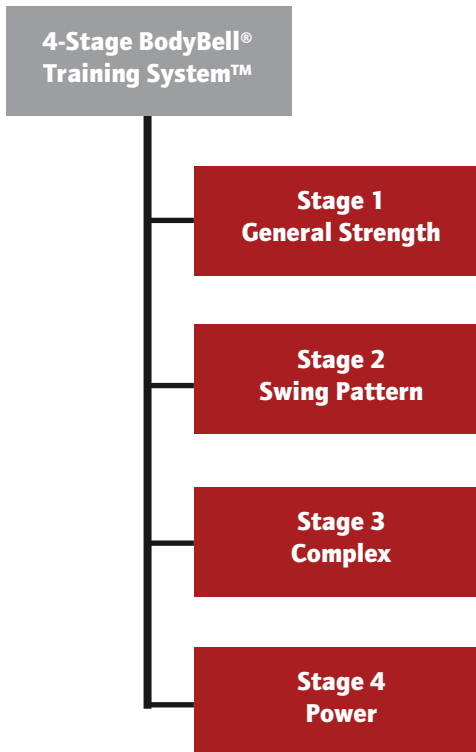 4-Stage BodyBell®
Training System™
Stage 1
General Strength
Stage 2
Swing Pattern
Stage 3
Complex
Stage 4
Power